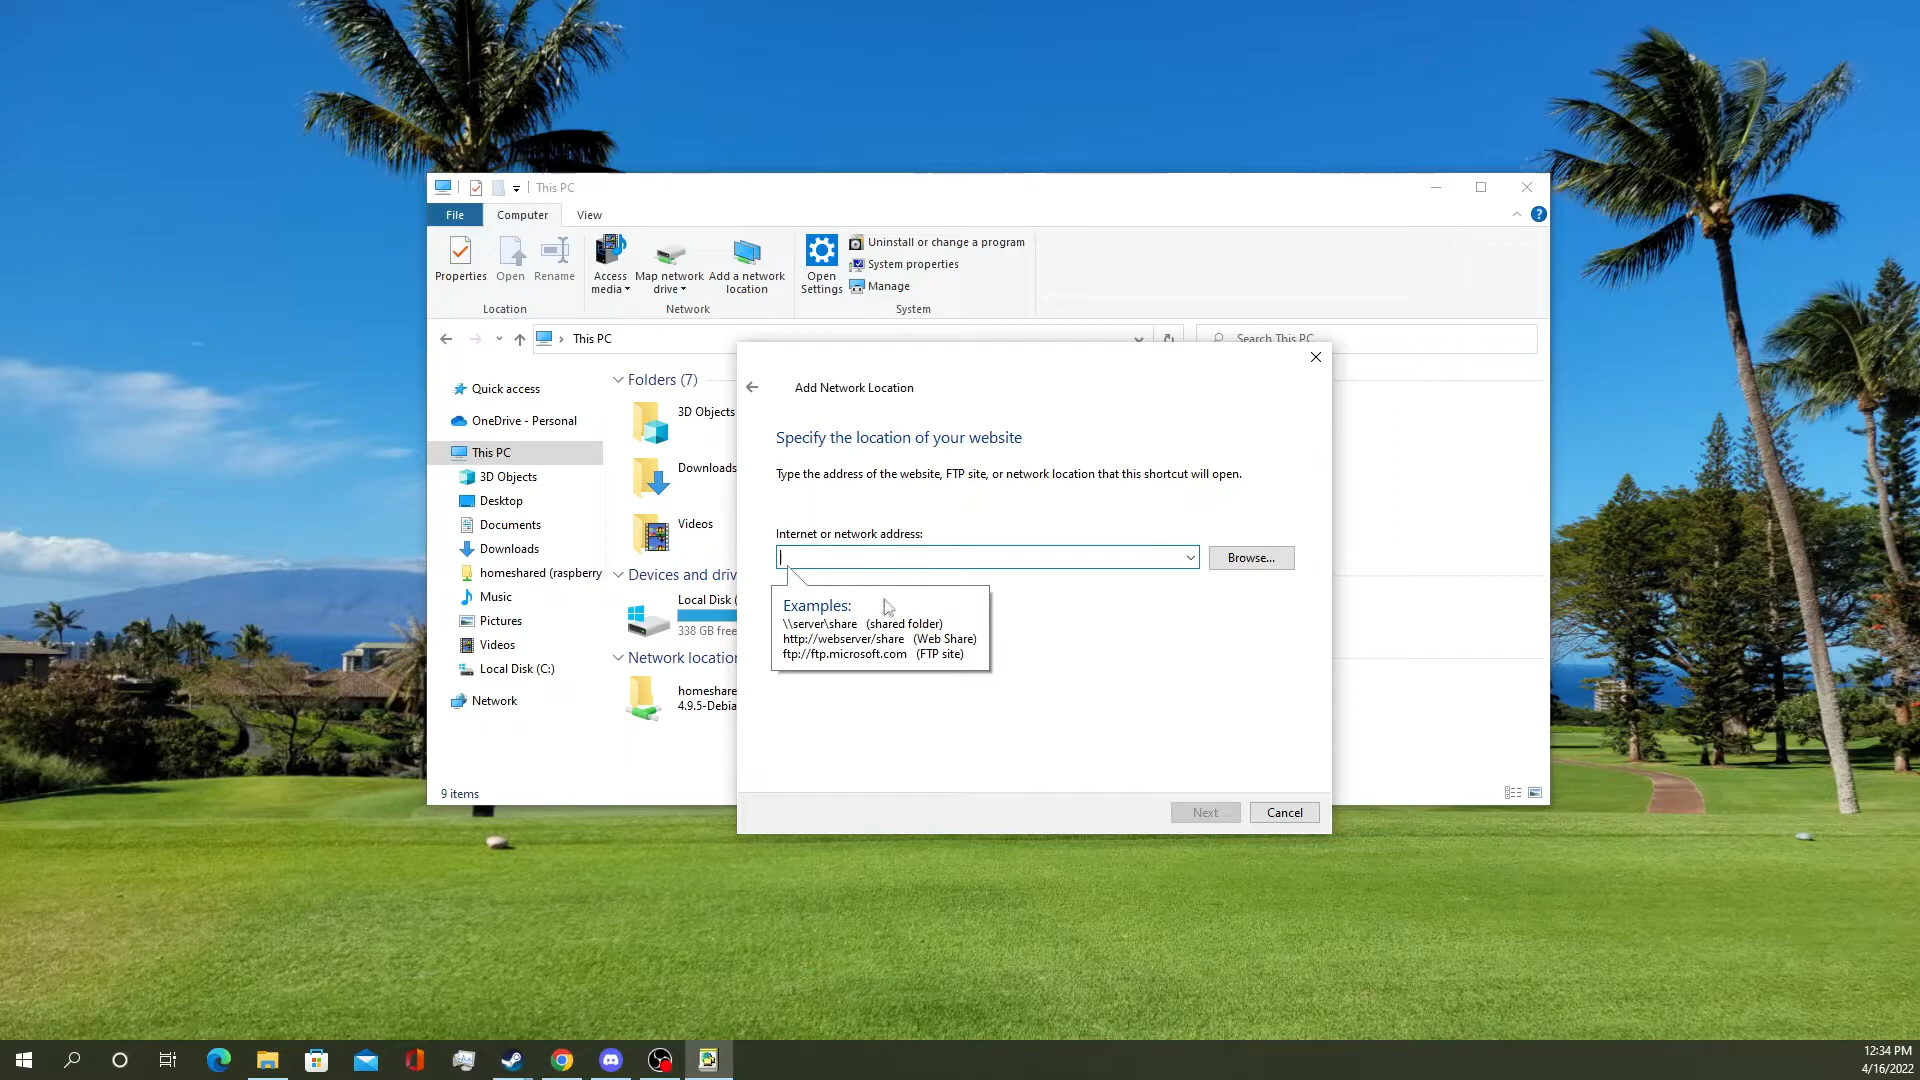 This PC
File
Computer
View
Properties
Open
Rename
Access media
Map network drive
Add a network location
Open Settings
Uninstall or change a program
System properties
Manage
Location
Network
System
This PC
Search This PC
Quick access
OneDrive - Personal
This PC
3D Objects
Desktop
Documents
Downloads
homeshared (raspberry
Music
Pictures
Videos
Local Disk (C:)
Network
Folders (7)
3D Objects
Downloads
Videos
Devices and driv
Local Disk (
338 GB free
Network location
homeshare
4.9.5-Debia
9 items
Add Network Location
Specify the location of your website
Type the address of the website, FTP site, or network location that this shortcut will open.
Internet or network address:
Browse...
Examples:
\\server\share (shared folder)
http://webserver/share (Web Share)
ftp://ftp.microsoft.com (FTP site)
Next
Cancel
12:34 PM
4/16/2022